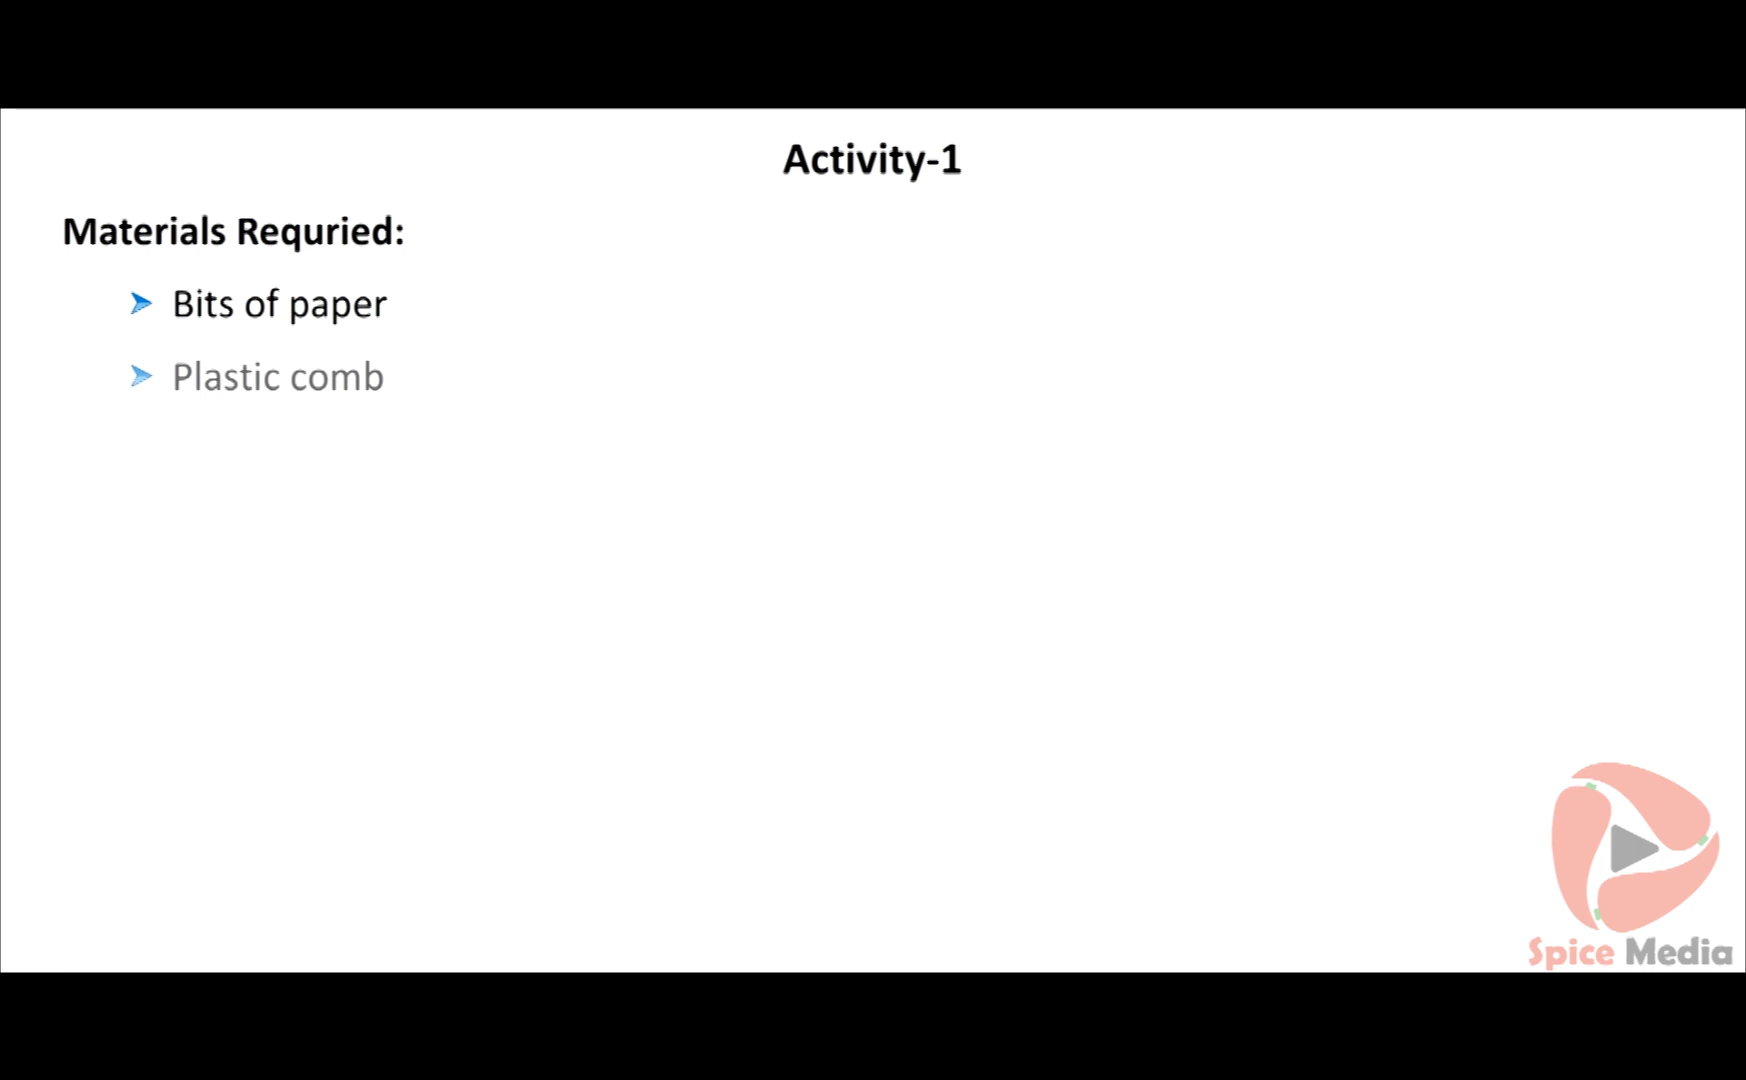 Activity-1
Materials Requried:
Bits of paper
Plastic comb
Spice Media